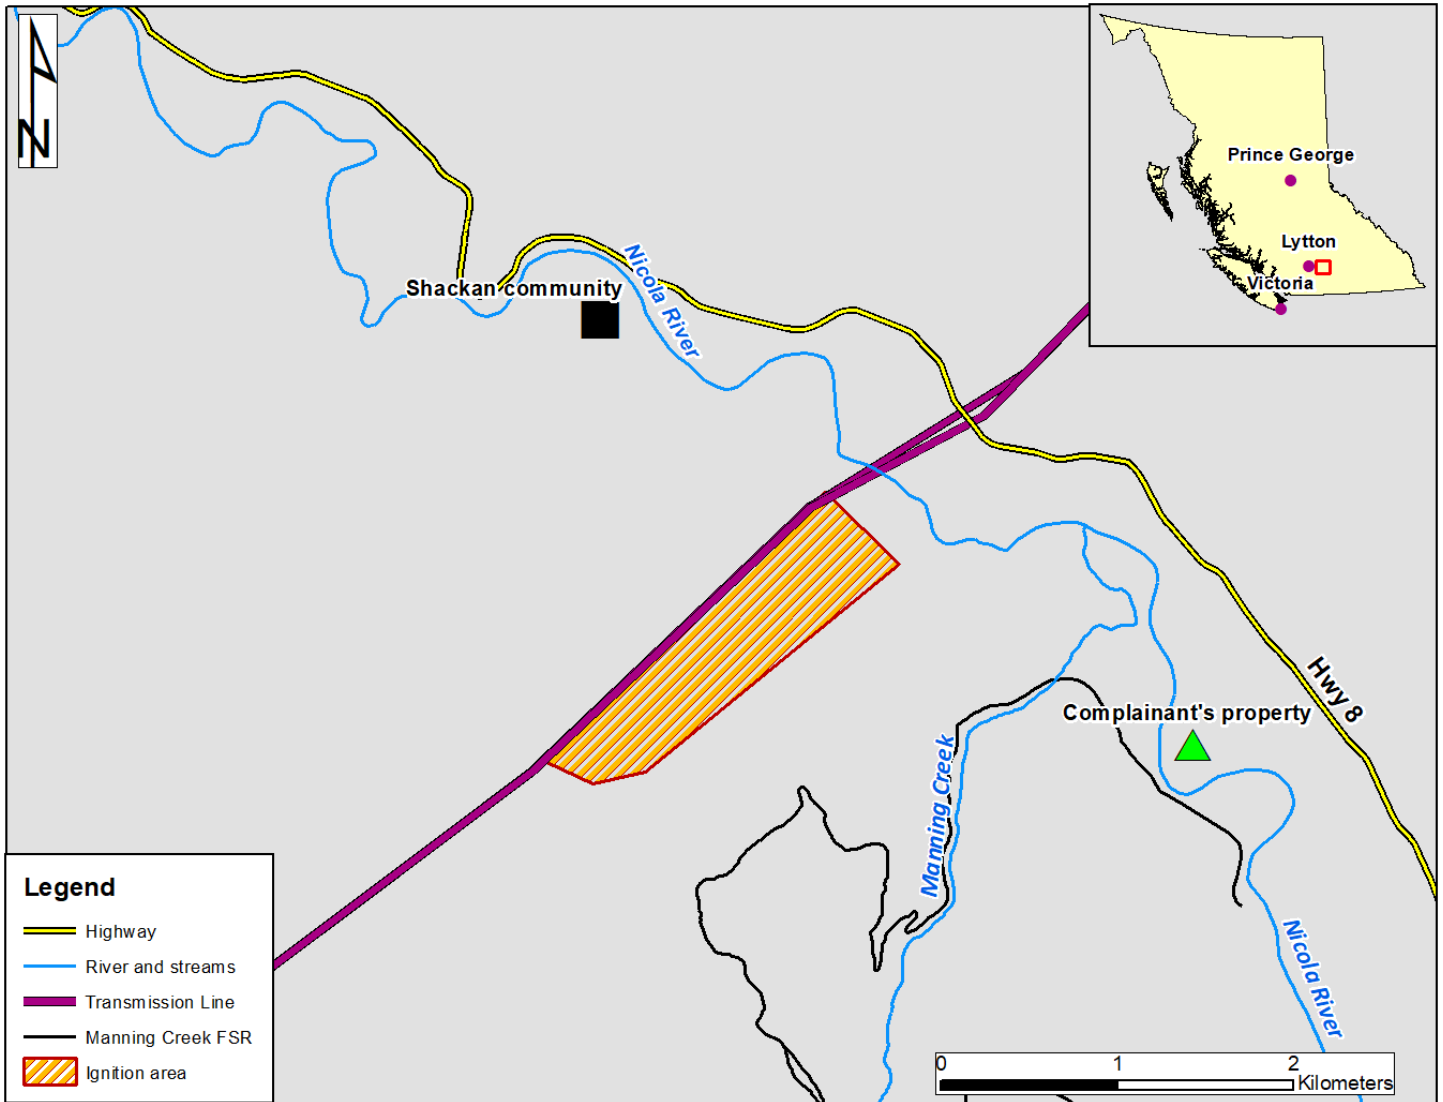 N
Prince George
Lytton
Victoria
Shackan community
Nicola River
Hwy 8
Complainant's property
Manning Creek
Nicola River
Legend
Highway
River and streams
Transmission Line
Manning Creek FSR
Ignition area
0 1 2
Kilometers